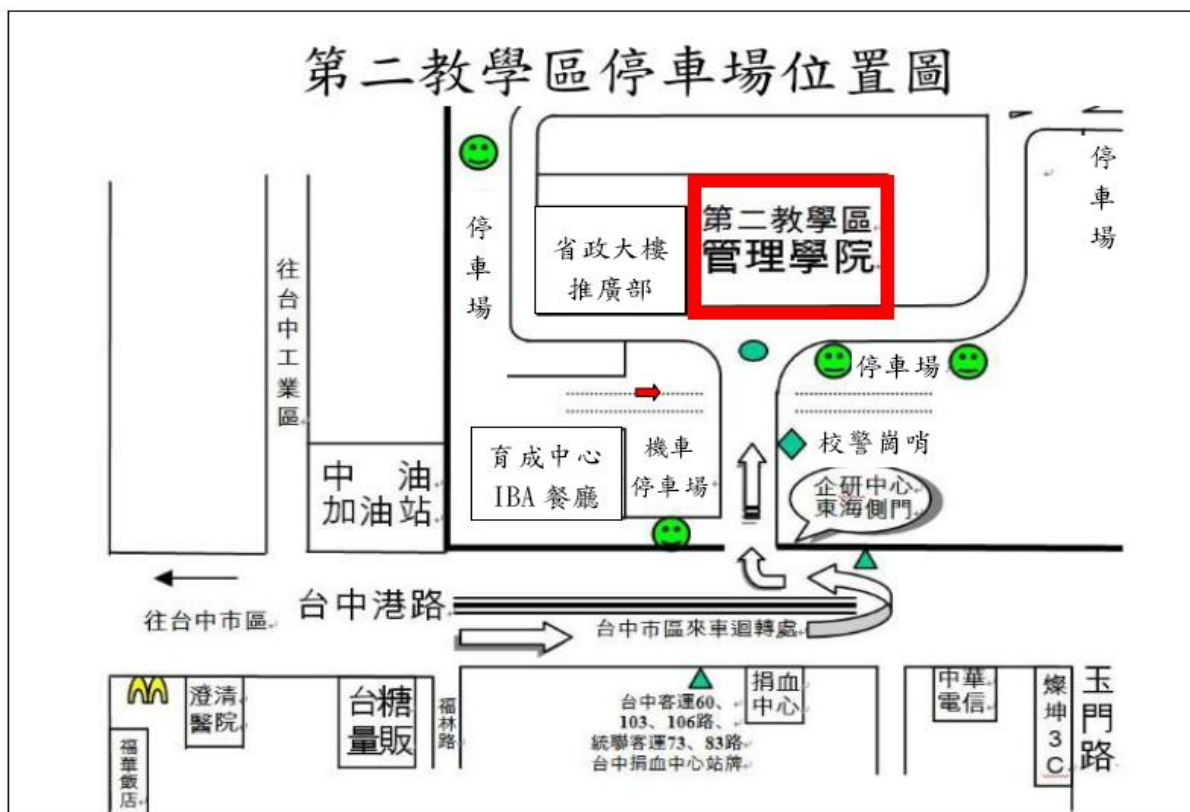 第二教學區停車場位置圖
停車場
停車場
往台中工業區
省政大樓
推廣部
第二教學區
管理學院
停車場
中 油
加油站
育成中心
IBA 餐廳
機車
停車場
校警崗哨
企研中心
東海側門
往台中市區
台中港路
台中市區來車迴轉處
澄清
醫院
福華飯店
台糖
量販
福林路
台中客運60、
103、106路、
統聯客運73、83路
台中捐血中心站牌
捐血
中心
中華
電信
燦坤3C
玉門路